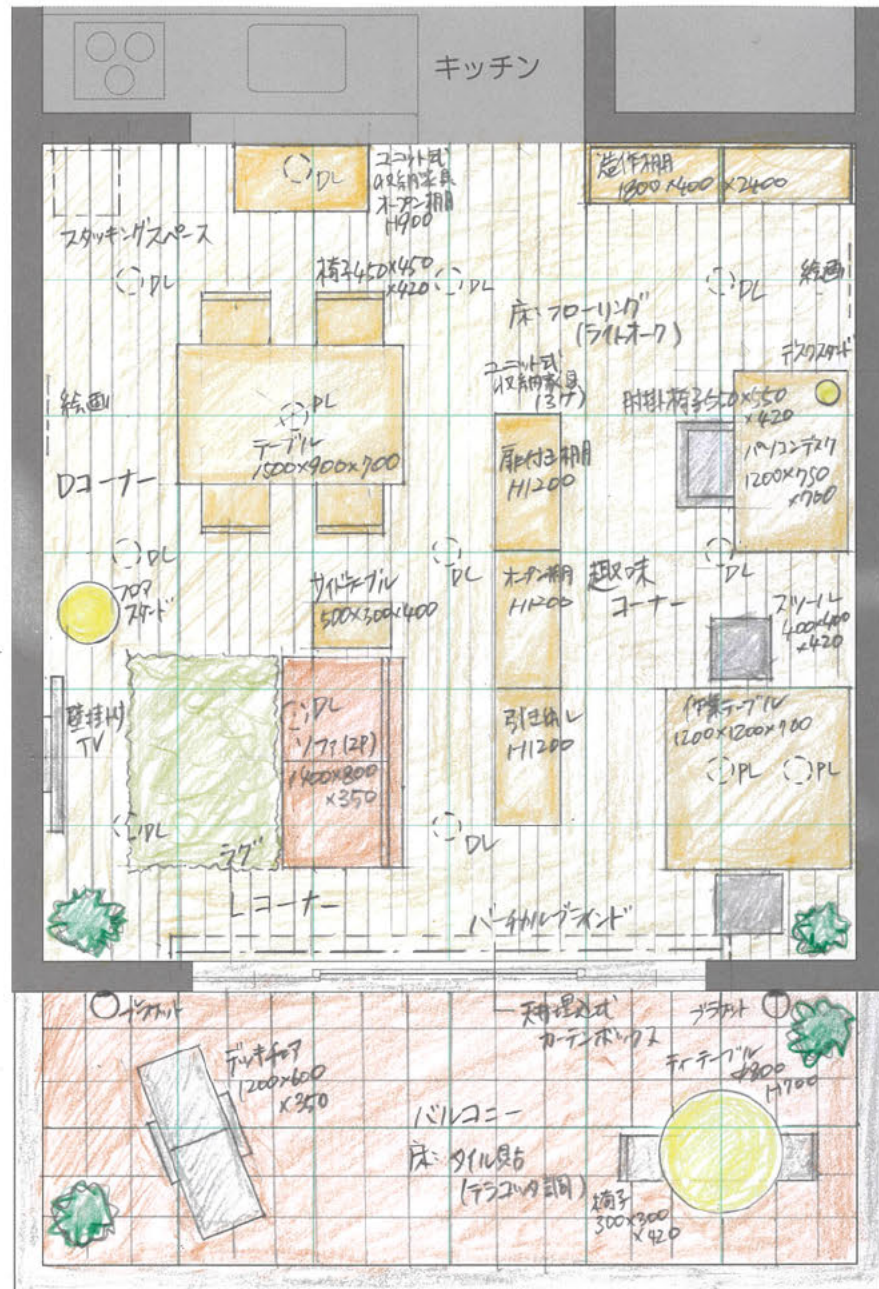 キッチン
DL
ユニット式
収納家具
オープン棚
H900
造作棚
1800×400×2400
スタッキングスペース
DL
椅子450×450
×420
DL
DL
絵画
床:フローリング
(ライトオーク)
デスクスタンド
ユニット式
収納家具
(3ケ)
肘掛椅子550×550
×420
絵画
PL
テーブル
1500×900×700
扉付き棚
H1200
パソコンデスク
1200×750
×700
Dコーナー
DL
DL
DL
フロア
スタンド
サイドテーブル
500×300×400
オープン棚
H1200
趣味
コーナー
スツール
400×400
×420
壁掛け
TV
DL
ソファ(2P)
1400×800
×350
引き出し
H1200
作業テーブル
1200×1200×700
PL
PL
DL
ラグ
DL
Lコーナー
バーチカルブラインド
ブラケット
天井埋込式
カーテンボックス
ブラケット
デッキチェア
1200×600
×350
ティーテーブル
φ800
H700
バルコニー
床:タイル貼
(テラコッタ調)
椅子
300×300
×420